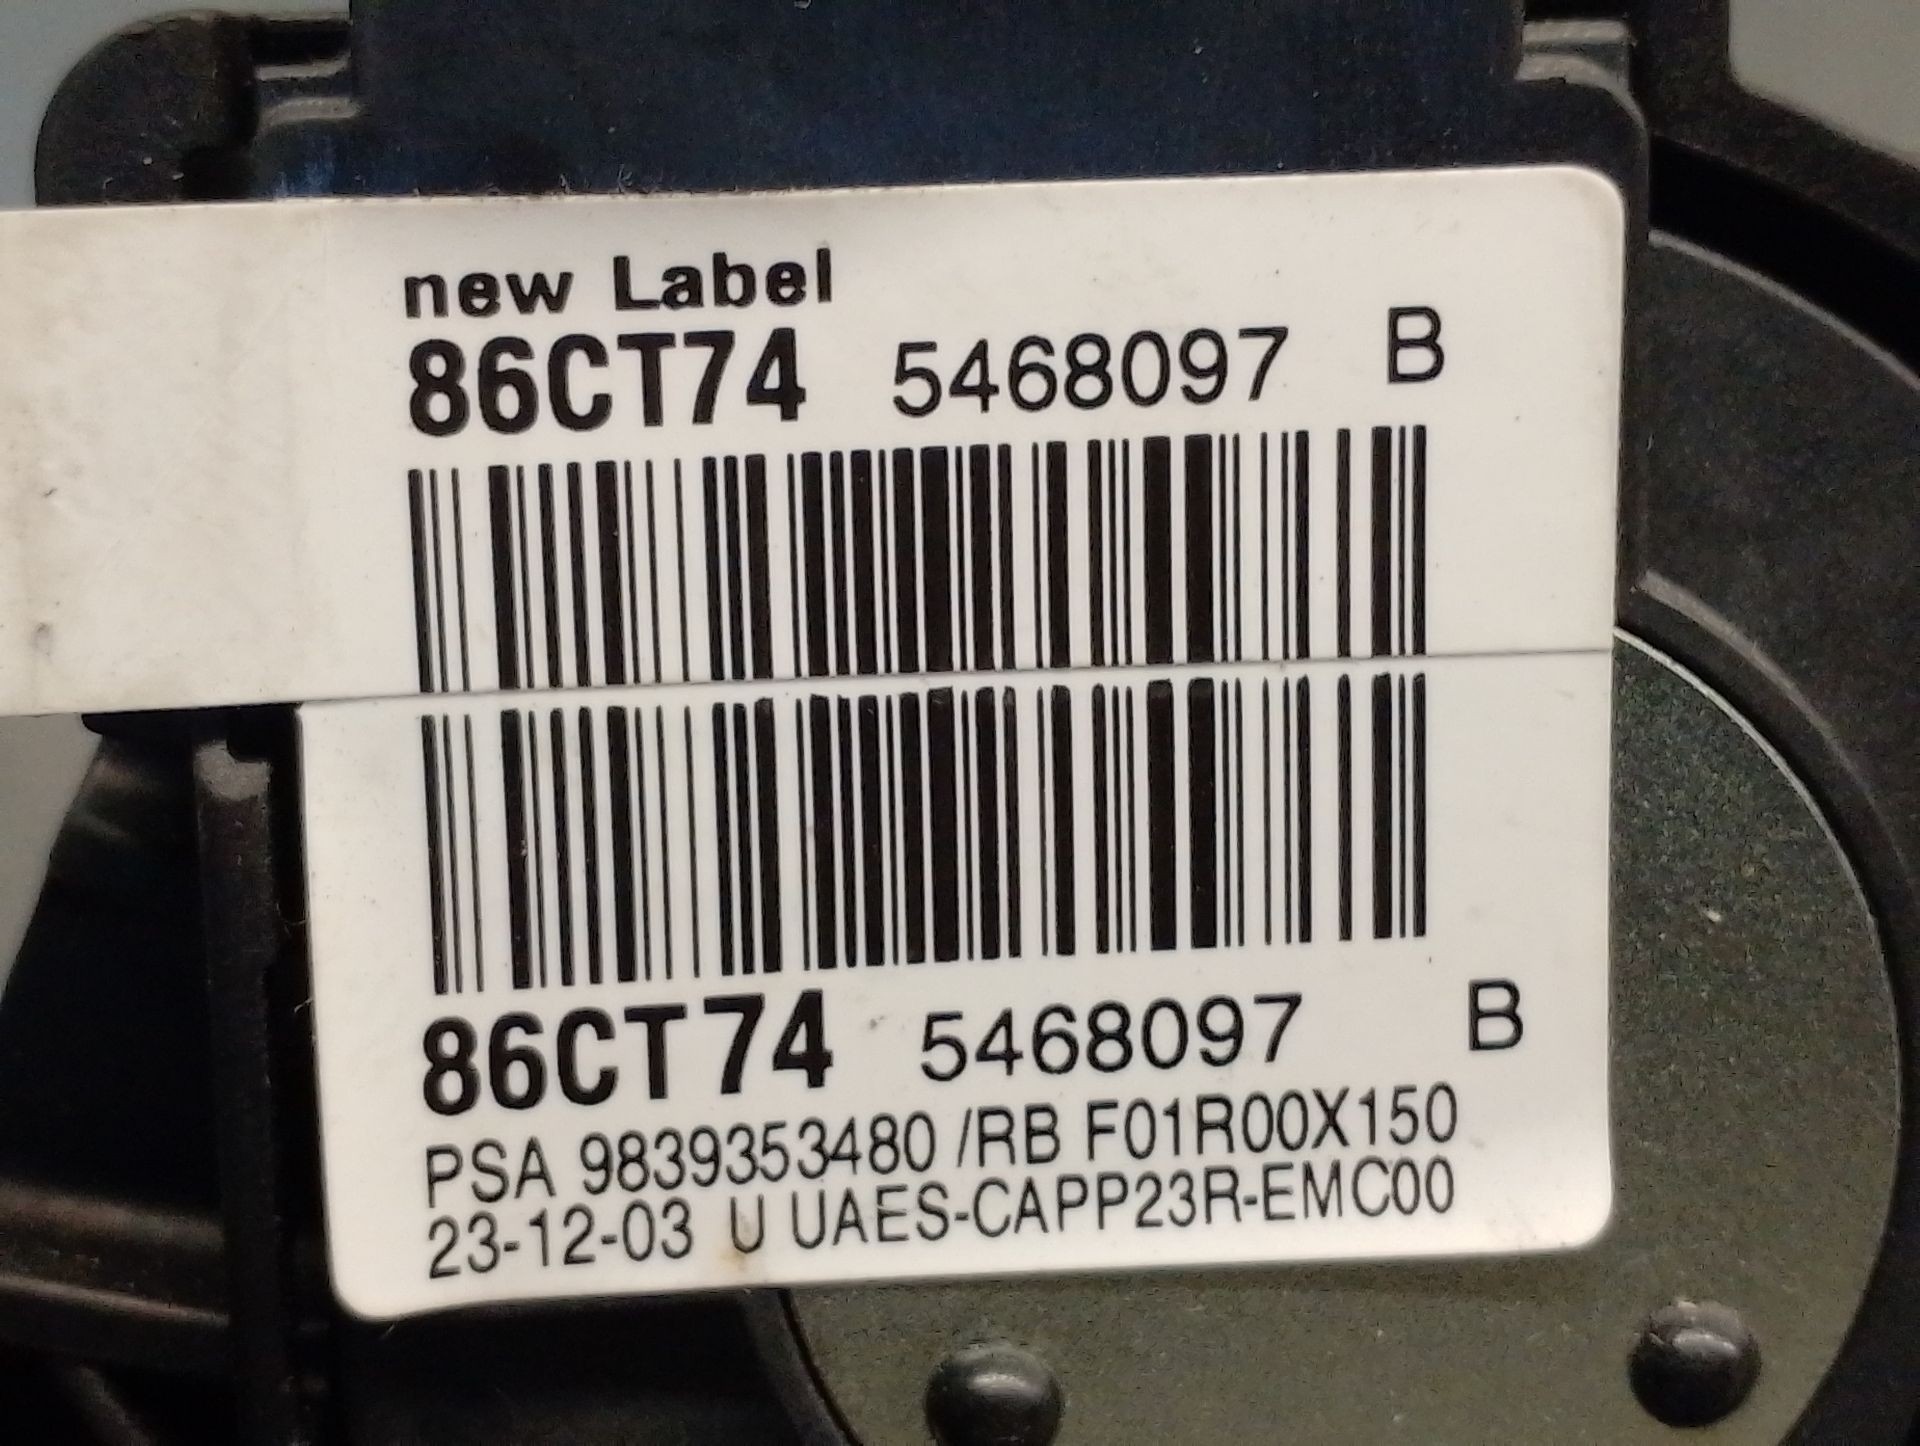 new Label
86CT74 5468097 B
86CT74 5468097 B
PSA 9839353480 /RB F01R00X150
23-12-03 U UAES-CAPP23R-EMC00